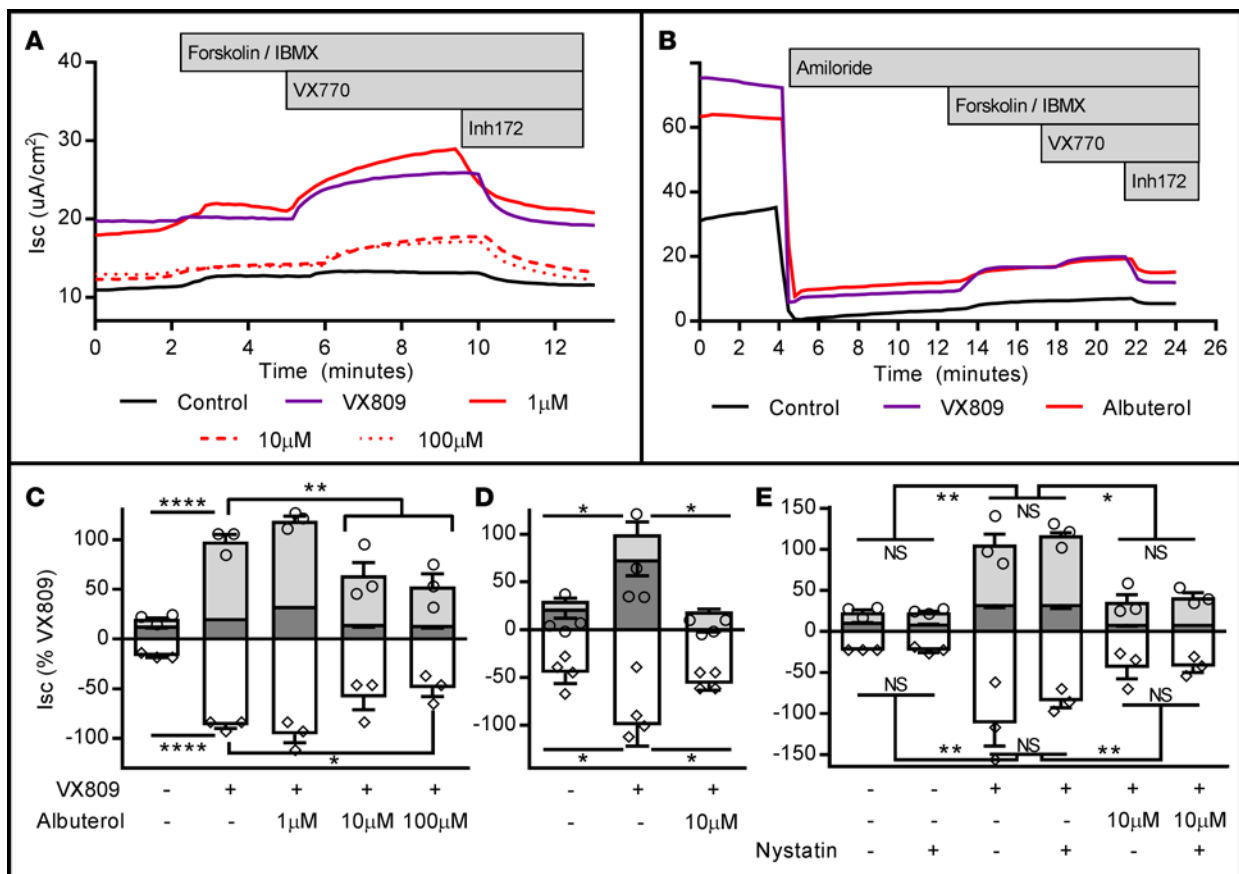 A
Isc (uA/cm²)
40
30
20
10
Forskolin / IBMX
VX770
Inh172
0 2 4 6 8 10 12
Time (minutes)
Control VX809 1µM
10µM 100µM
B
60
40
20
0
Amiloride
Forskolin / IBMX
VX770
Inh172
0 2 4 6 8 10 12 14 16 18 20 22 24 26
Time (minutes)
Control VX809 Albuterol
C
Isc (% VX809)
100
50
0
-50
-100
**** **
**** *
D
100
50
0
-50
-100
* *
* *
E
150
100
50
0
-50
-100
-150
** NS *
NS NS
NS NS
** NS **
VX809 - + + + + - + + - - + + + +
Albuterol - - 1µM 10µM 100µM - - 10µM - - - - 10µM 10µM
Nystatin - + - + - +